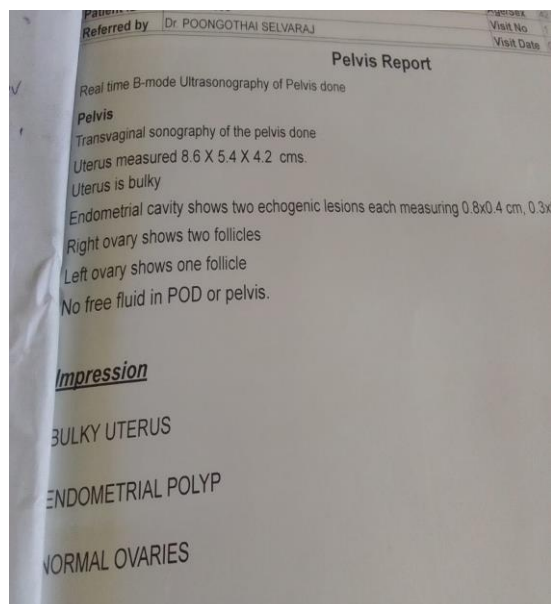 Referred by Dr. POONGOTHAI SELVARAJ
Visit No
Visit Date
Pelvis Report
Real time B-mode Ultrasonography of Pelvis done
Pelvis
Transvaginal sonography of the pelvis done
Uterus measured 8.6 X 5.4 X 4.2 cms.
Uterus is bulky
Endometrial cavity shows two echogenic lesions each measuring 0.8x0.4 cm, 0.3x
Right ovary shows two follicles
Left ovary shows one follicle
No free fluid in POD or pelvis.
Impression
BULKY UTERUS
ENDOMETRIAL POLYP
NORMAL OVARIES